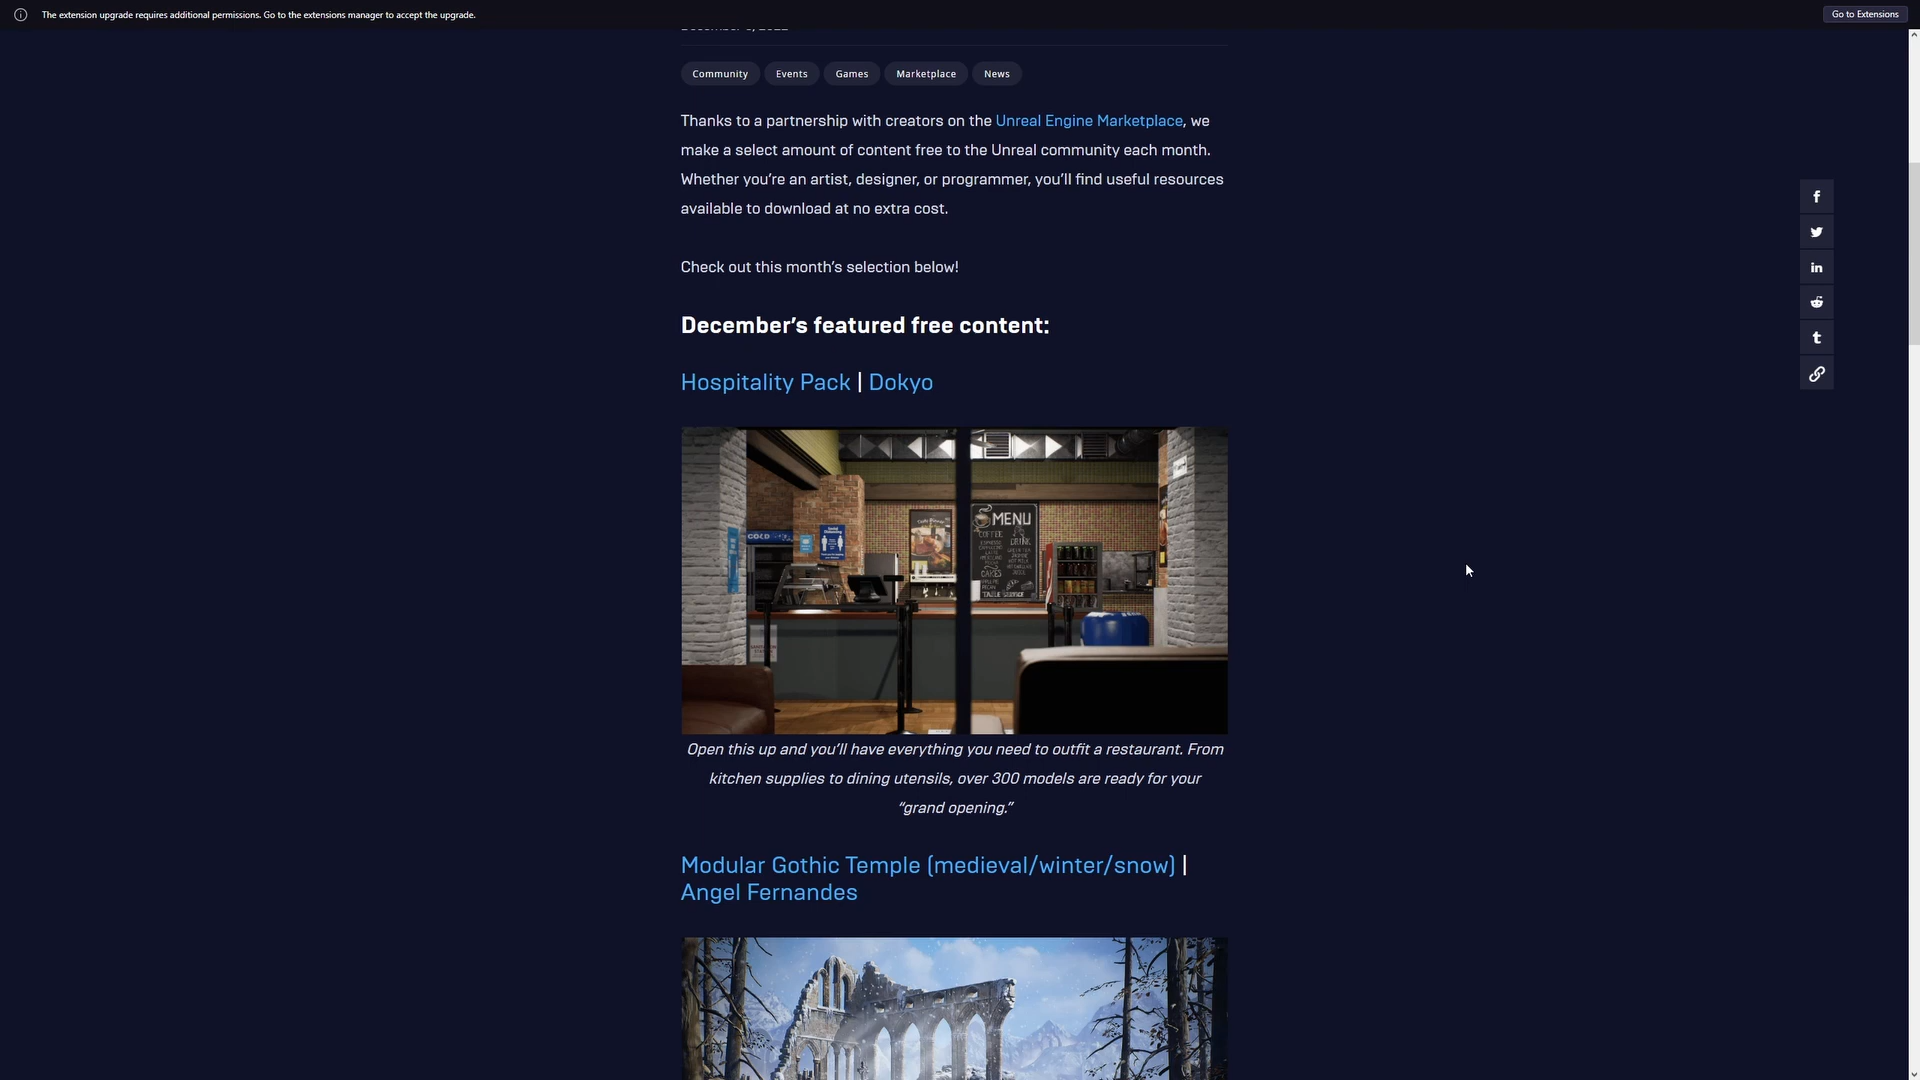 The extension upgrade requires additional permissions. Go to the extensions manager to accept the upgrade.
Go to Extensions
Community
Events
Games
Marketplace
News
Thanks to a partnership with creators on the Unreal Engine Marketplace, we
make a select amount of content free to the Unreal community each month.
Whether you’re an artist, designer, or programmer, you’ll find useful resources
available to download at no extra cost.
Check out this month’s selection below!
December’s featured free content:
Hospitality Pack | Dokyo
COLD
MENU
COFFEE
DRINK
CAKES
TABLE SERVICE
Open this up and you’ll have everything you need to outfit a restaurant. From
kitchen supplies to dining utensils, over 300 models are ready for your
“grand opening.”
Modular Gothic Temple (medieval/winter/snow) |
Angel Fernandes